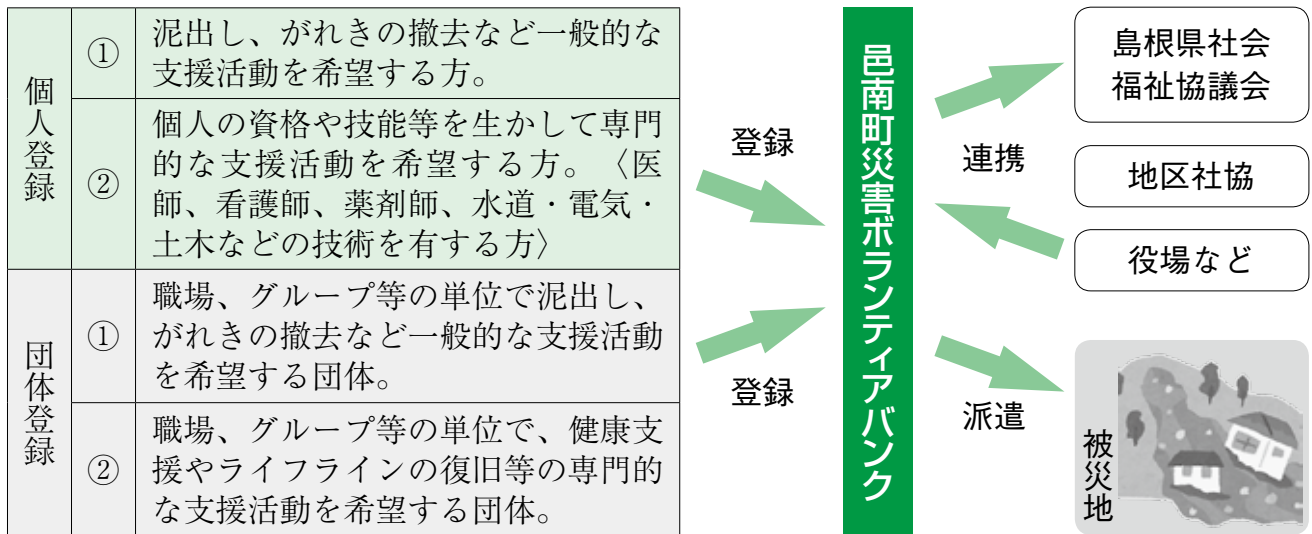 個人登録
①
泥出し、がれきの撤去など一般的な
支援活動を希望する方。
②
個人の資格や技能等を生かして専門
的な支援活動を希望する方。〈医
師、看護師、薬剤師、水道・電気・
土木などの技術を有する方〉
団体登録
①
職場、グループ等の単位で泥出し、
がれきの撤去など一般的な支援活動
を希望する団体。
②
職場、グループ等の単位で、健康支
援やライフラインの復旧等の専門的
な支援活動を希望する団体。
登録
登録
邑南町災害ボランティアバンク
連携
派遣
島根県社会
福祉協議会
地区社協
役場など
被災地